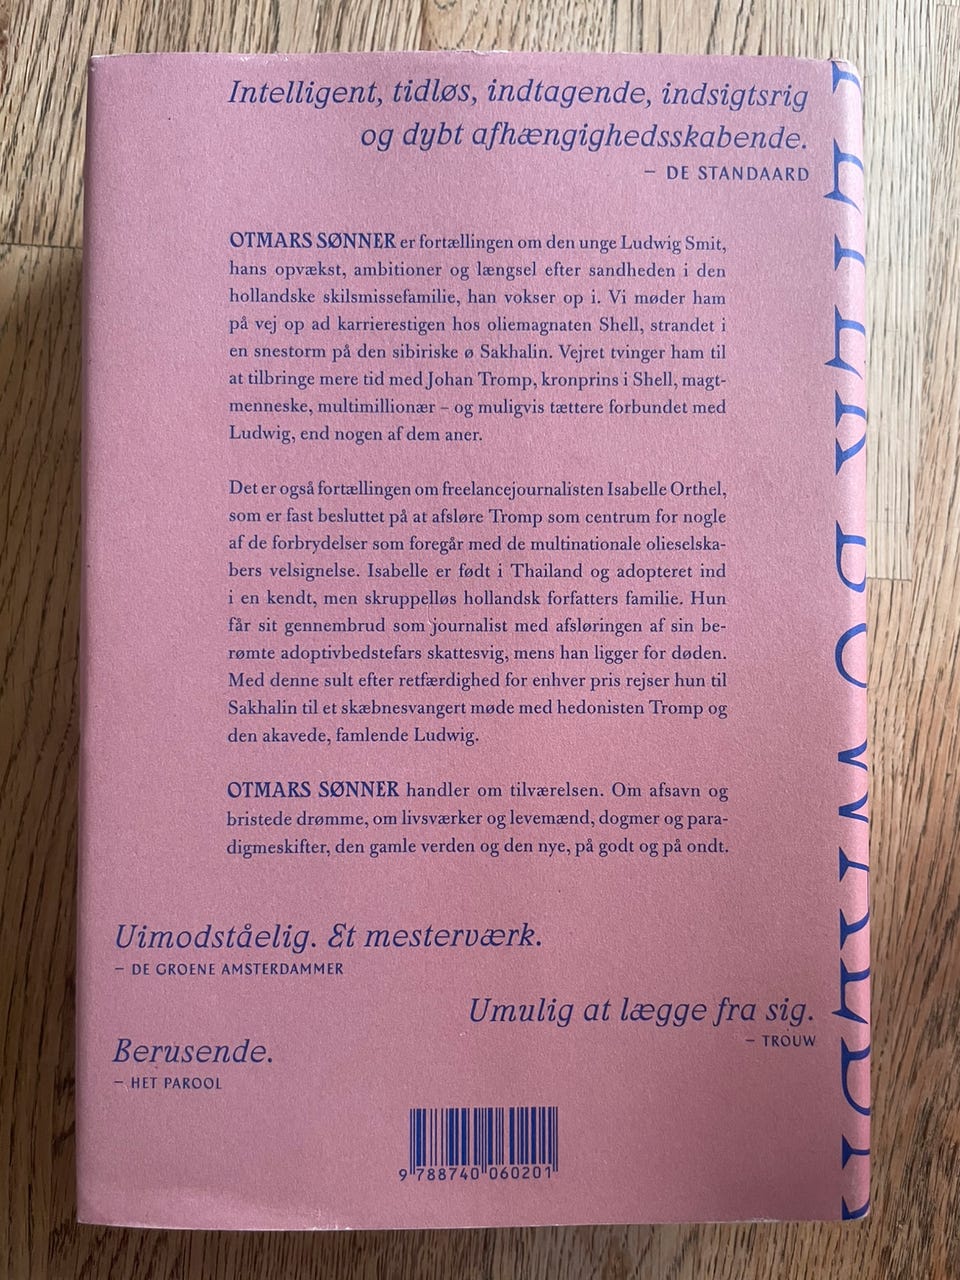 Intelligent, tidløs, indtagende, indsigtsrig
og dybt afhængighedsskabende.
– DE STANDAARD
OTMARS SØNNER er fortællingen om den unge Ludwig Smit,
hans opvækst, ambitioner og længsel efter sandheden i den
hollandske skilsmissefamilie, han vokser op i. Vi møder ham
på vej op ad karrierestigen hos oliemagnaten Shell, strandet i
en snestorm på den sibiriske ø Sakhalin. Vejret tvinger ham til
at tilbringe mere tid med Johan Tromp, kronprins i Shell, magt-
menneske, multimillionær – og muligvis tættere forbundet med
Ludwig, end nogen af dem aner.
Det er også fortællingen om freelancejournalisten Isabelle Orthel,
som er fast besluttet på at afsløre Tromp som centrum for nogle
af de forbrydelser som foregår med de multinationale olieselska-
bers velsignelse. Isabelle er født i Thailand og adopteret ind
i en kendt, men skruppelløs hollandsk forfatters familie. Hun
får sit gennembrud som journalist med afsløringen af sin be-
rømte adoptivbedstefars skattesvig, mens han ligger for døden.
Med denne sult efter retfærdighed for enhver pris rejser hun til
Sakhalin til et skæbnesvangert møde med hedonisten Tromp og
den akavede, famlende Ludwig.
OTMARS SØNNER handler om tilværelsen. Om afsavn og
bristede drømme, om livsværker og levemænd, dogmer og para-
digmeskifter, den gamle verden og den nye, på godt og på ondt.
Uimodståelig. Et mesterværk.
– DE GROENE AMSTERDAMMER
Umulig at lægge fra sig.
– TROUW
Berusende.
– HET PAROOL
9 788740 060201